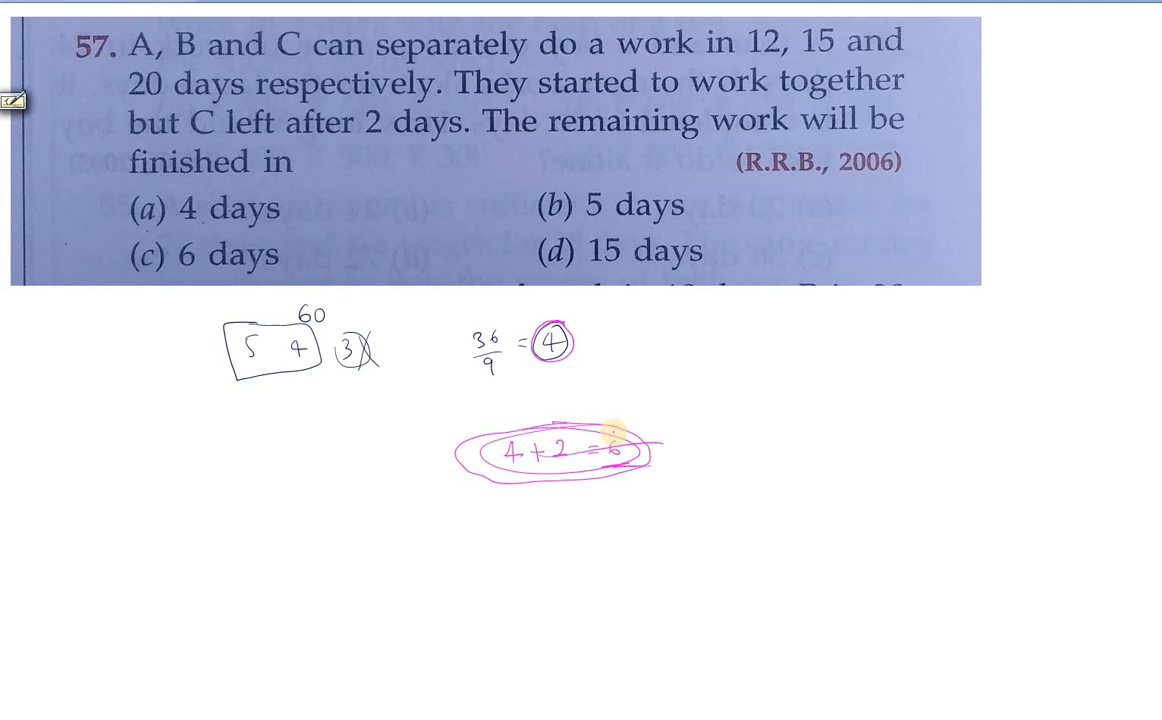 57. A, B and C can separately do a work in 12, 15 and
20 days respectively. They started to work together
but C left after 2 days. The remaining work will be
finished in (R.R.B., 2006)
(a) 4 days (b) 5 days
(c) 6 days (d) 15 days
60
5 4 3
36/9 = 4
4 + 2 = 6